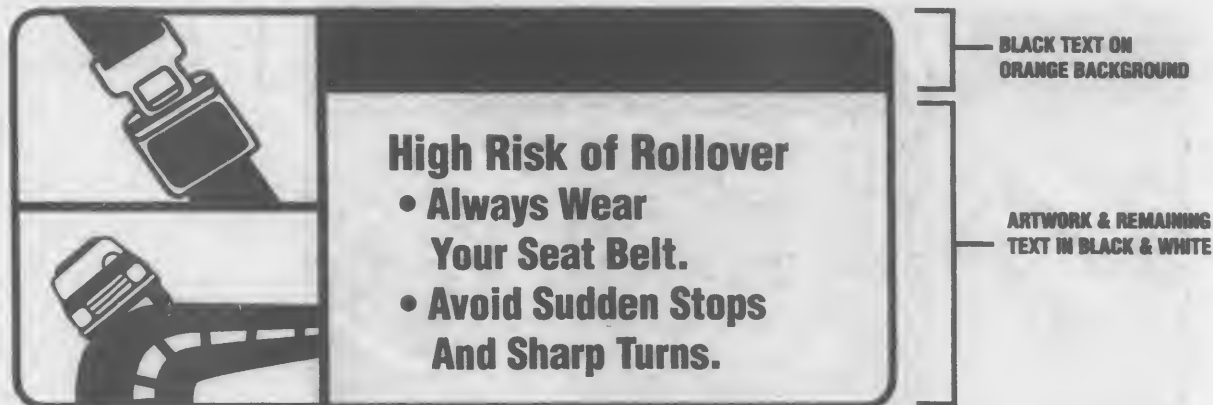 BLACK TEXT ON
ORANGE BACKGROUND
High Risk of Rollover
• Always Wear
Your Seat Belt.
• Avoid Sudden Stops
And Sharp Turns.
ARTWORK & REMAINING
TEXT IN BLACK & WHITE